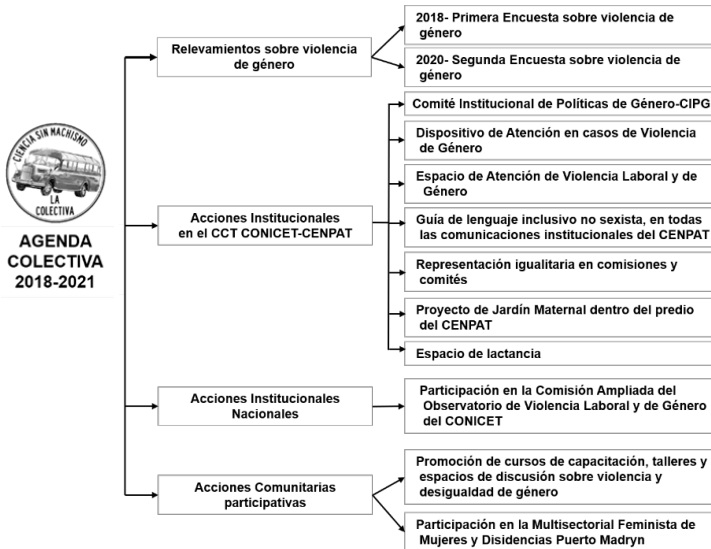 CIENCIA SIN MACHISMO
LA
COLECTIVA
AGENDA
COLECTIVA
2018-2021
Relevamientos sobre violencia
de género
2018- Primera Encuesta sobre violencia de
género
2020- Segunda Encuesta sobre violencia de
género
Acciones Institucionales
en el CCT CONICET-CENPAT
Comité Institucional de Políticas de Género-CIPG
Dispositivo de Atención en casos de Violencia
de Género
Espacio de Atención de Violencia Laboral y de
Género
Guía de lenguaje inclusivo no sexista, en todas
las comunicaciones institucionales del CENPAT
Representación igualitaria en comisiones y
comités
Proyecto de Jardín Maternal dentro del predio
del CENPAT
Espacio de lactancia
Acciones Institucionales
Nacionales
Participación en la Comisión Ampliada del
Observatorio de Violencia Laboral y de Género
del CONICET
Acciones Comunitarias
participativas
Promoción de cursos de capacitación, talleres y
espacios de discusión sobre violencia y
desigualdad de género
Participación en la Multisectorial Feminista de
Mujeres y Disidencias Puerto Madryn